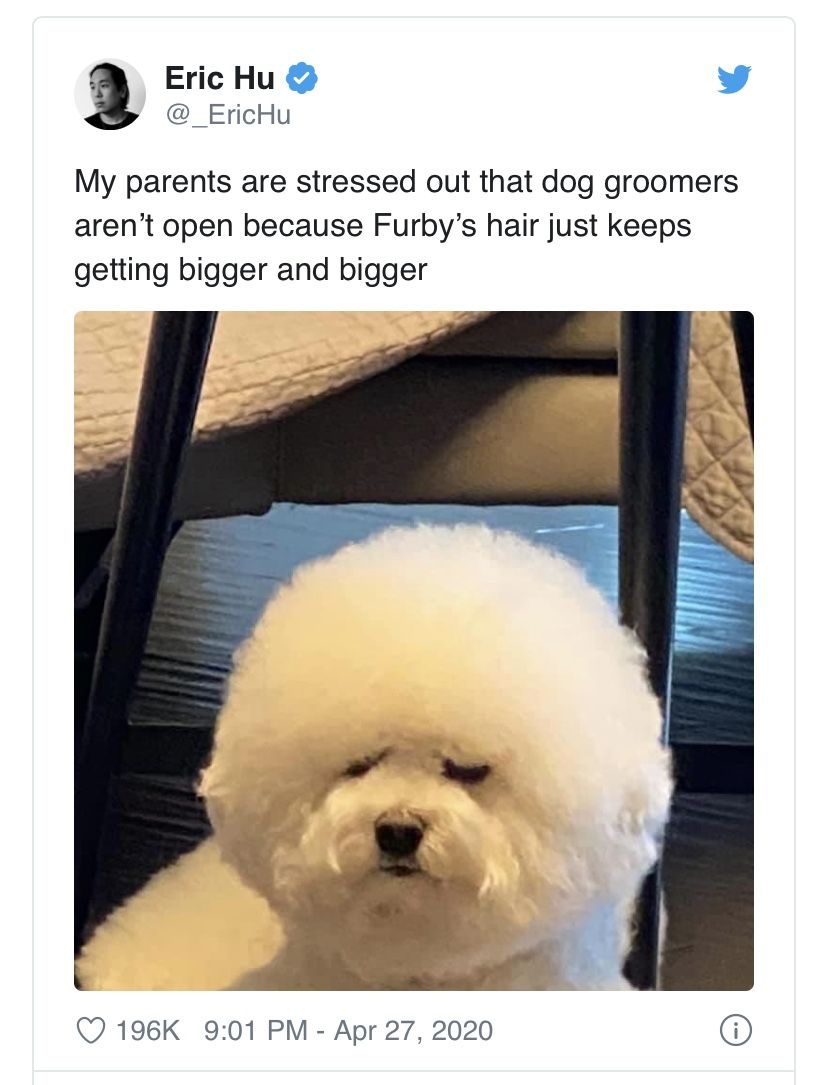 Eric Hu
@_EricHu
My parents are stressed out that dog groomers
aren’t open because Furby’s hair just keeps
getting bigger and bigger
196K 9:01 PM - Apr 27, 2020